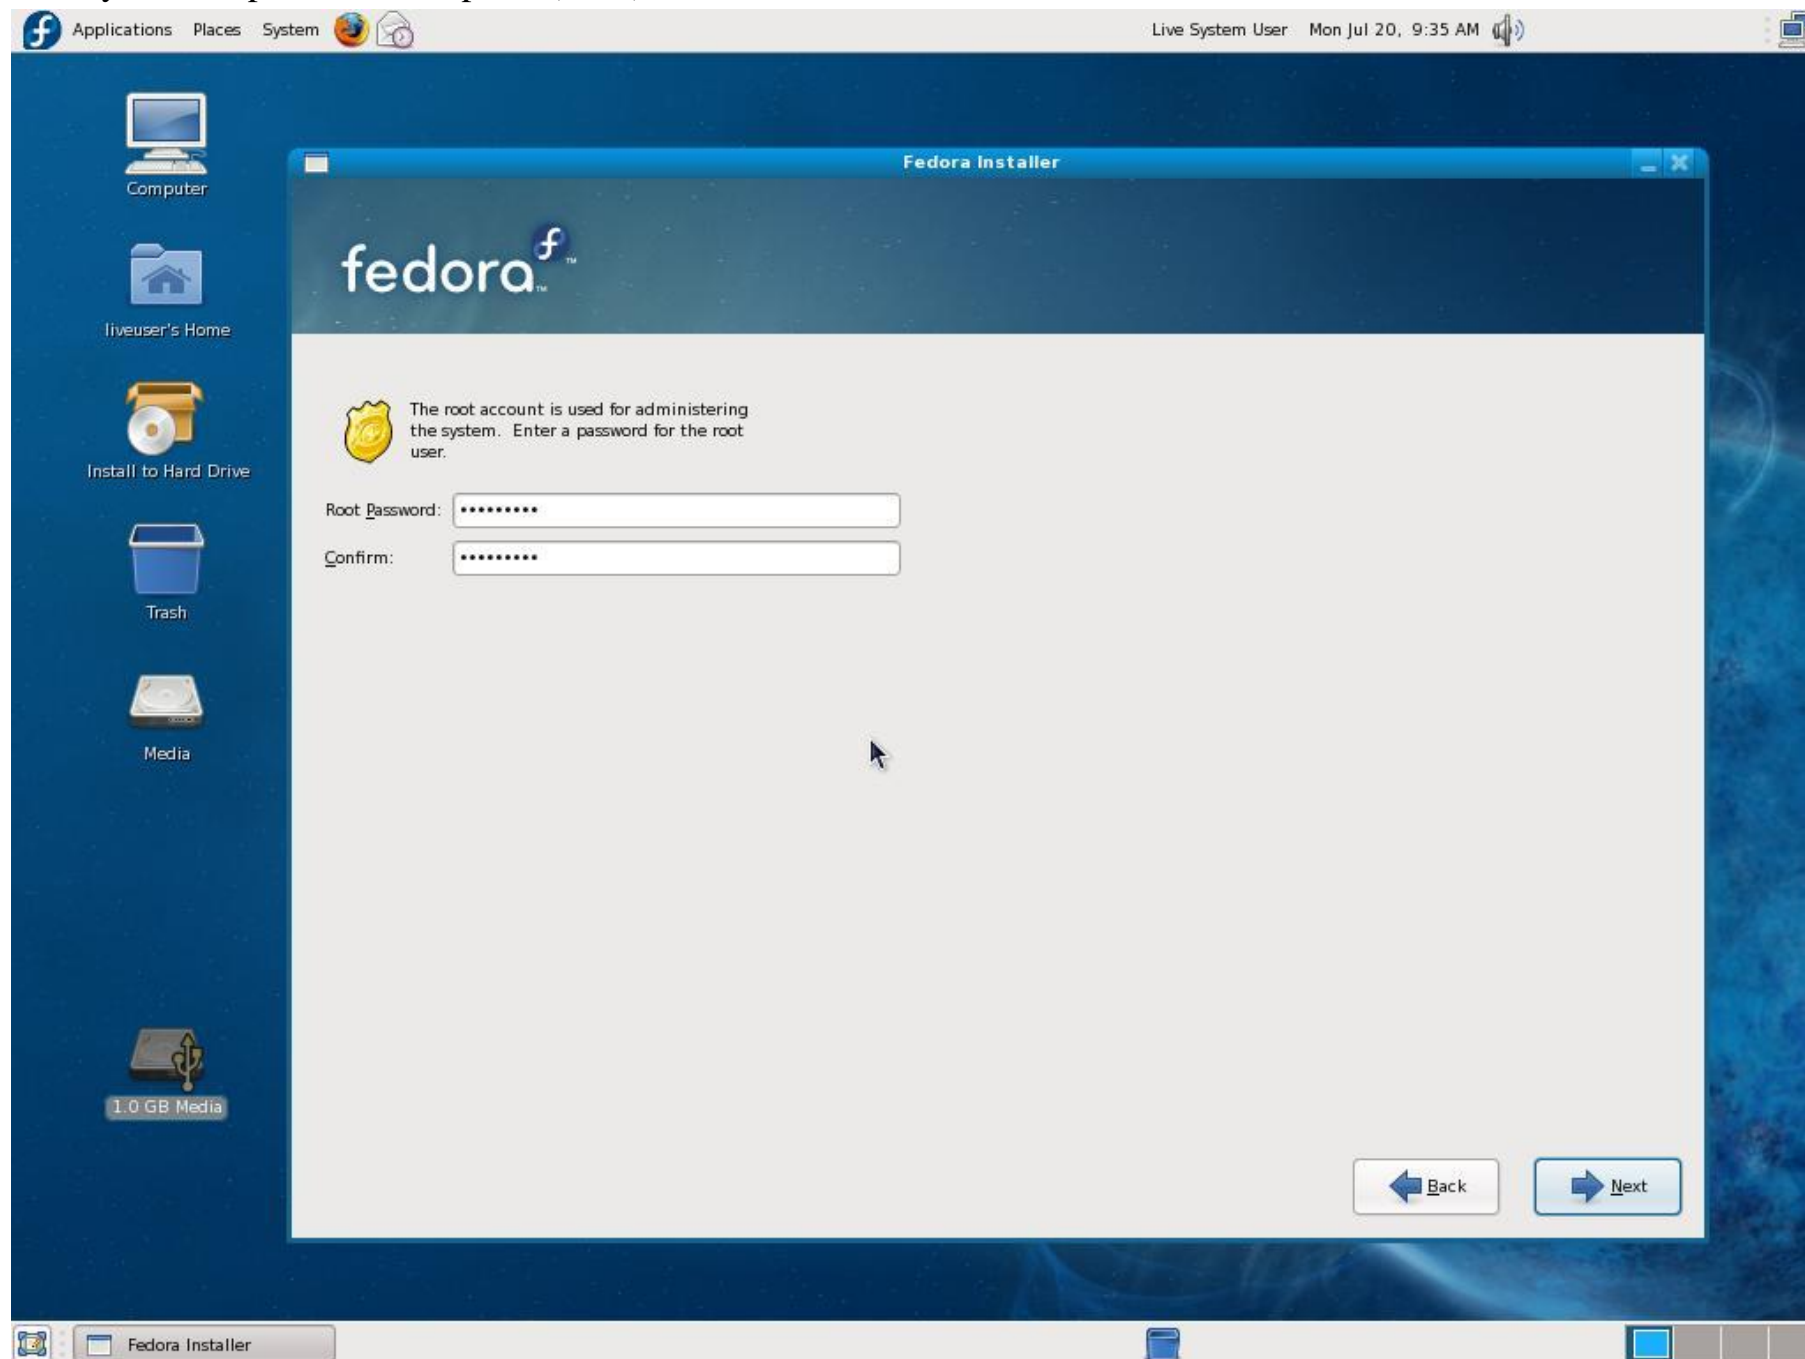 Applications Places System
Live System User Mon Jul 20, 9:35 AM
Computer
Fedora Installer
fedora
TM
TM
liveuser's Home
The root account is used for administering
the system. Enter a password for the root
user.
Install to Hard Drive
Root Password: •••••••••
Confirm: •••••••••
Trash
Media
1.0 GB Media
Back
Next
Fedora Installer